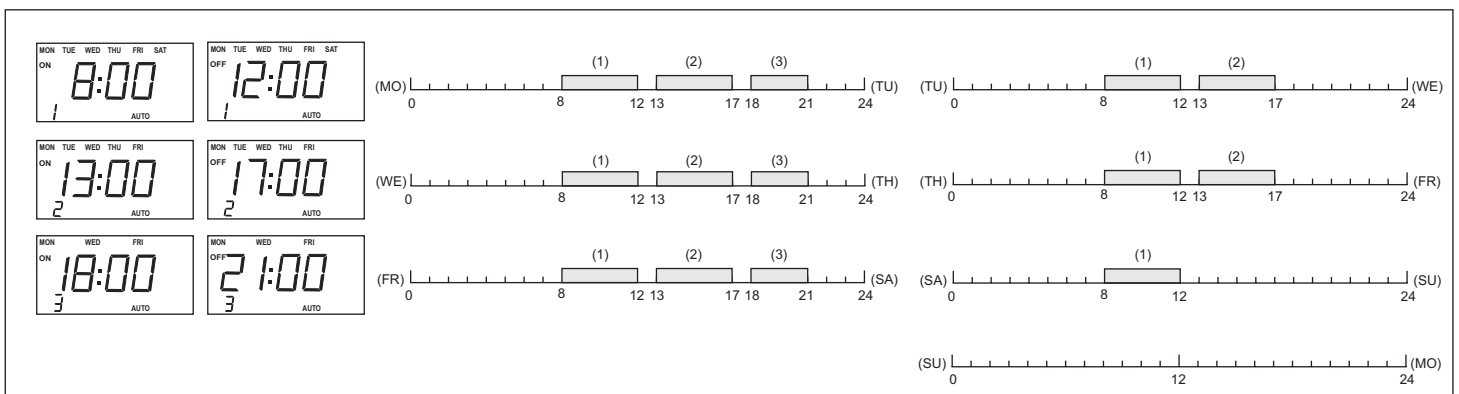 MON TUE WED THU FRI SAT
ON 8:00
1 AUTO
MON TUE WED THU FRI SAT
OFF 12:00
1 AUTO
(1) (2) (3)
(MO) (TU)
0 8 12 13 17 18 21 24
(1) (2)
(TU) (WE)
0 8 12 13 17 24
MON TUE WED THU FRI
ON 13:00
2 AUTO
MON TUE WED THU FRI
OFF 17:00
2 AUTO
(1) (2) (3)
(WE) (TH)
0 8 12 13 17 18 21 24
(1) (2)
(TH) (FR)
0 8 12 13 17 24
MON WED FRI
ON 18:00
3 AUTO
MON WED FRI
OFF 21:00
3 AUTO
(1) (2) (3)
(FR) (SA)
0 8 12 13 17 18 21 24
(1)
(SA) (SU)
0 8 12 24
(SU) (MO)
0 12 24